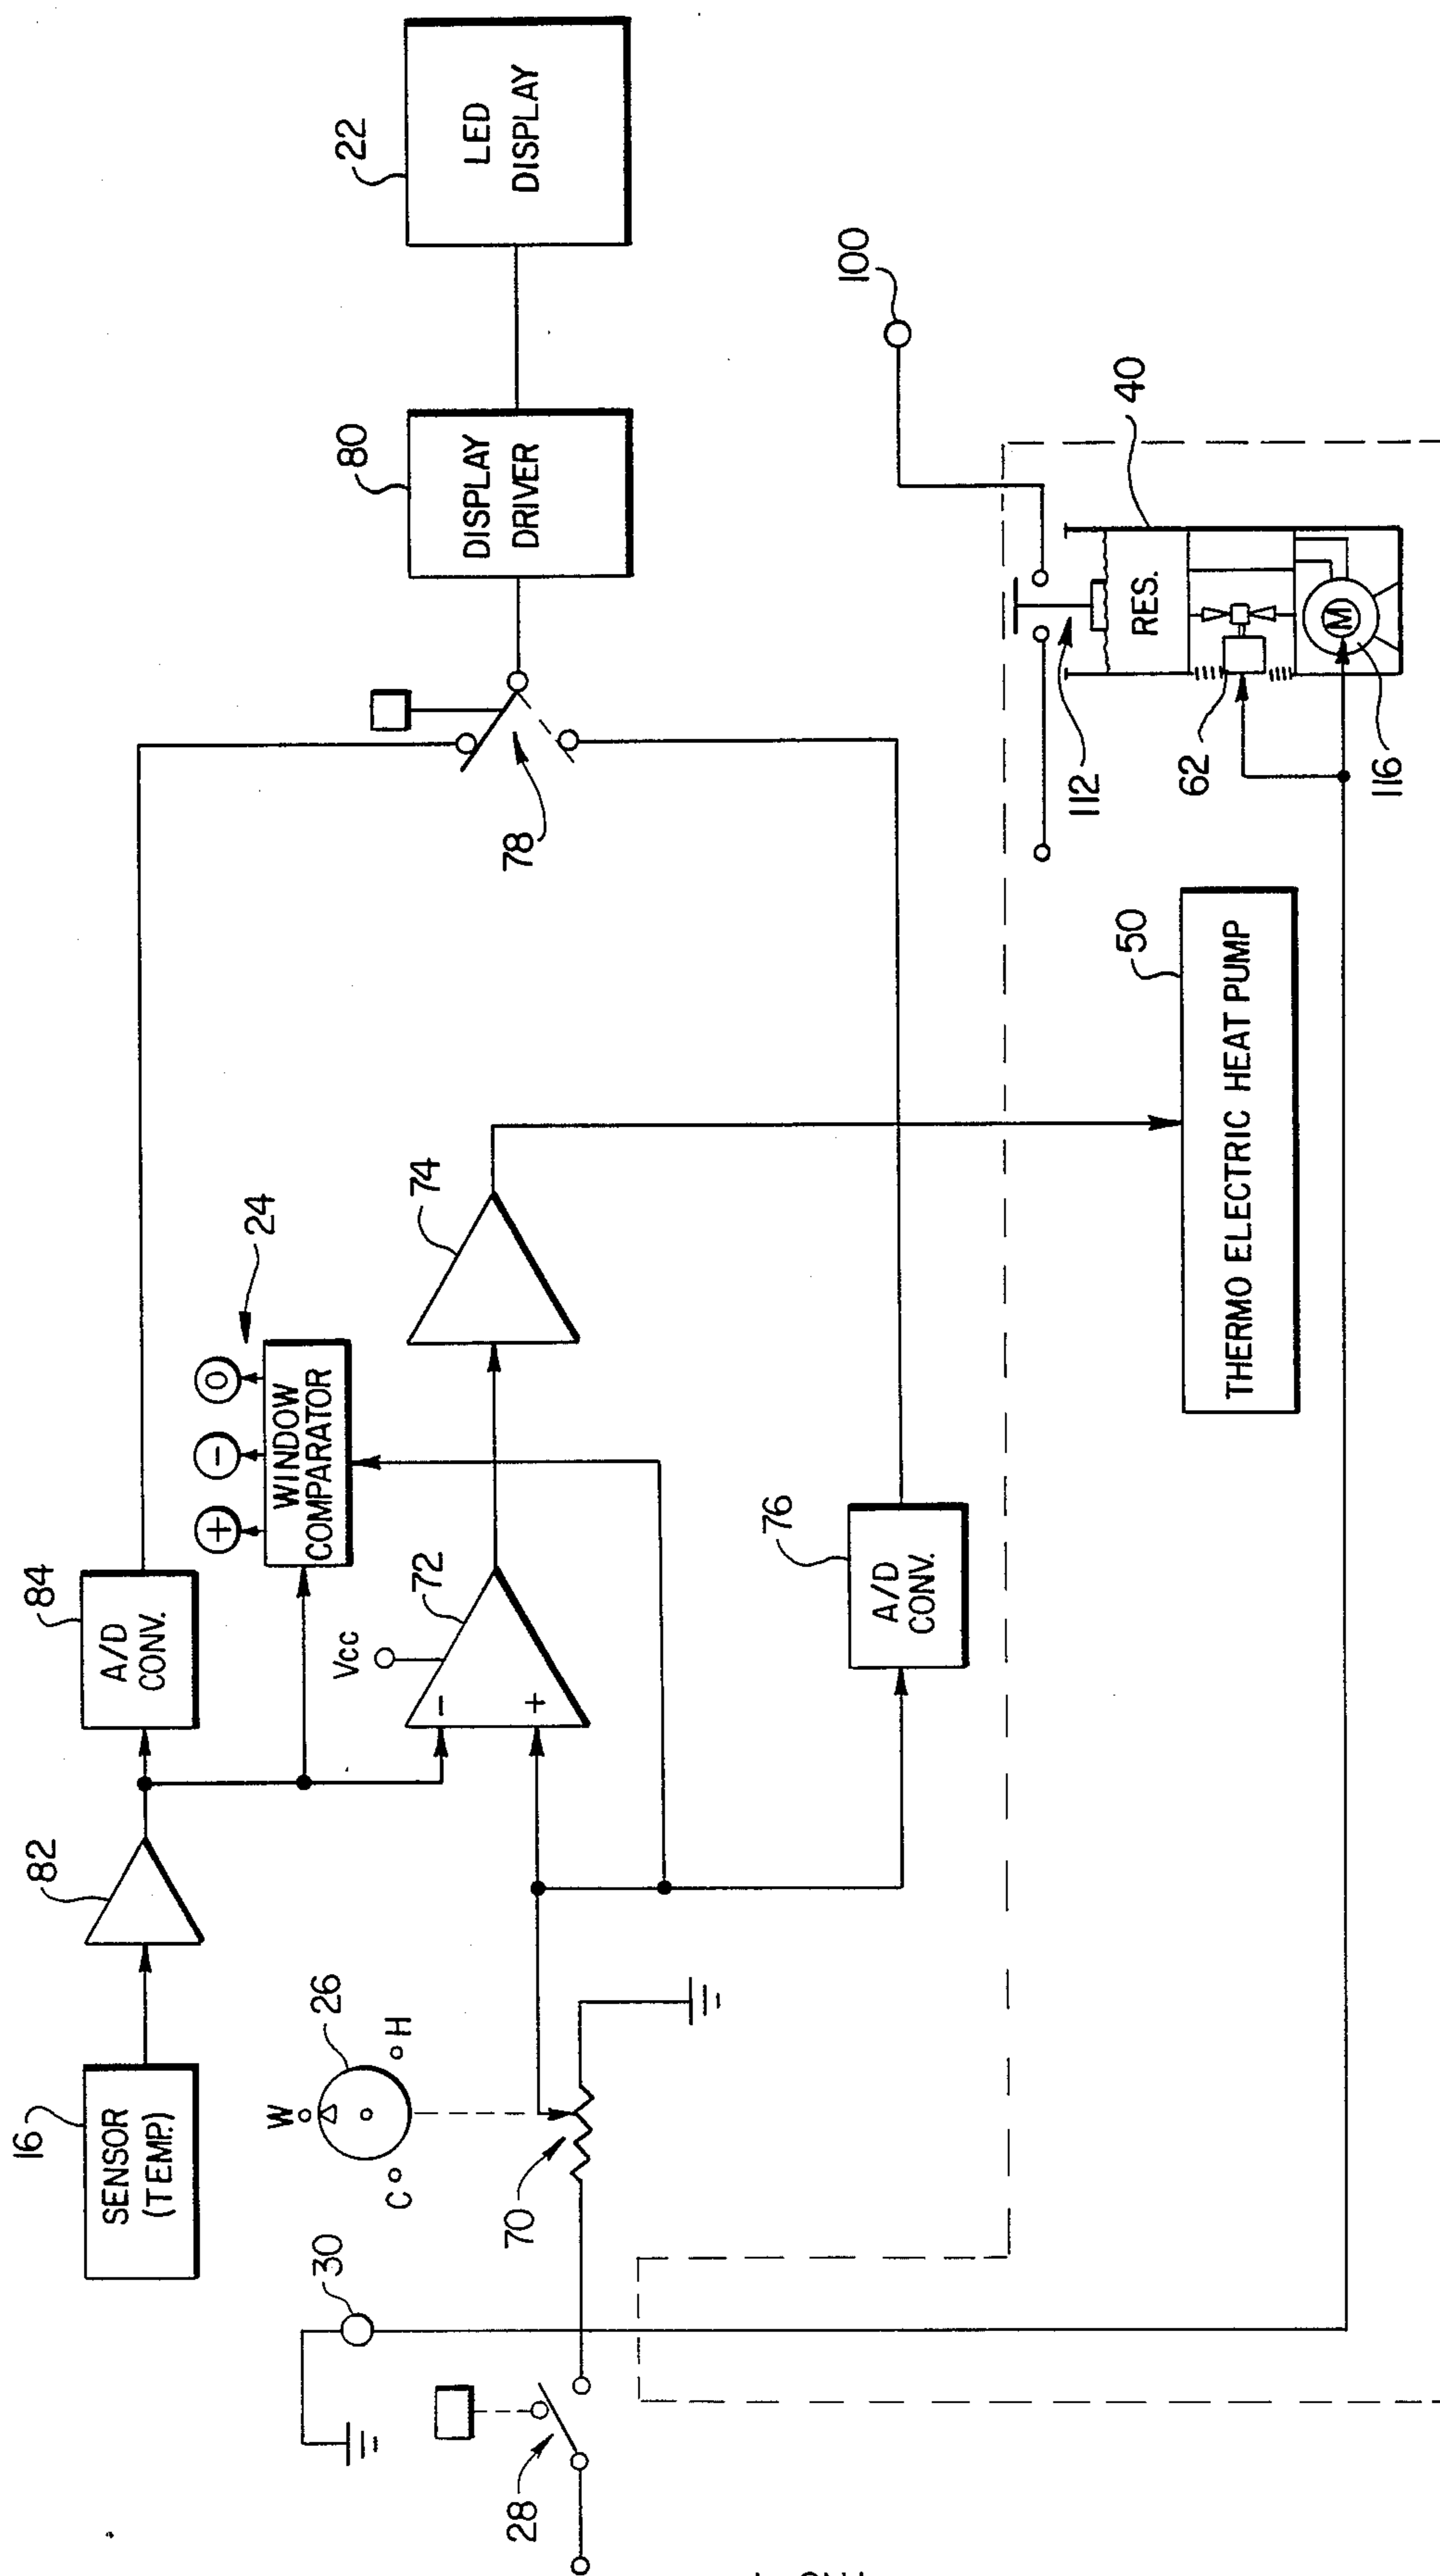 16
SENSOR
(TEMP.)
82
84
A/D
CONV.
30
W
C
H
26
+
-
O
24
WINDOW
COMPARATOR
Vcc
72
-
+
74
78
80
DISPLAY
DRIVER
22
LED
DISPLAY
28
70
76
A/D
CONV.
100
50
THERMO ELECTRIC HEAT PUMP
112
40
RES.
62
M
116